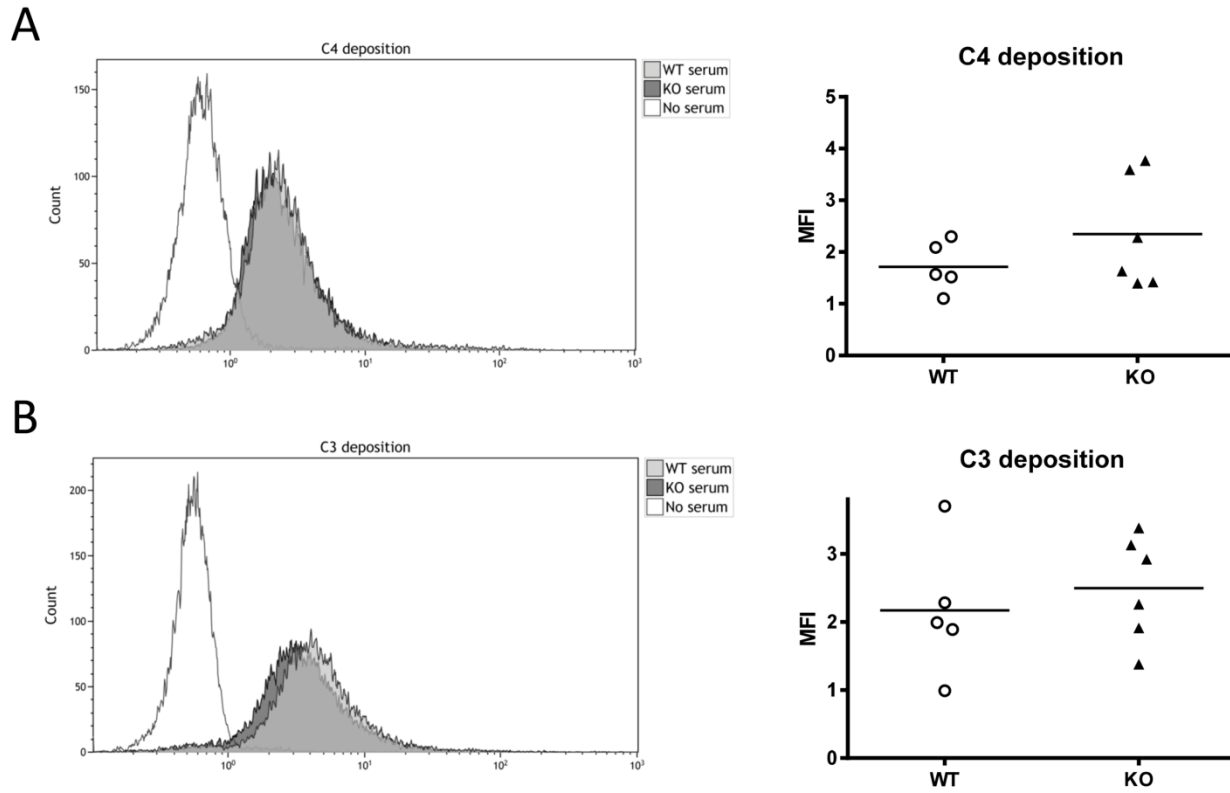 A
C4 deposition
WT serum
KO serum
No serum
Count
150
100
50
0
10⁰
10¹
10²
10³
C4 deposition
MFI
5
4
3
2
1
0
WT
KO
B
C3 deposition
WT serum
KO serum
No serum
Count
200
150
100
50
0
10⁰
10¹
10²
10³
C3 deposition
MFI
3
2
1
0
WT
KO